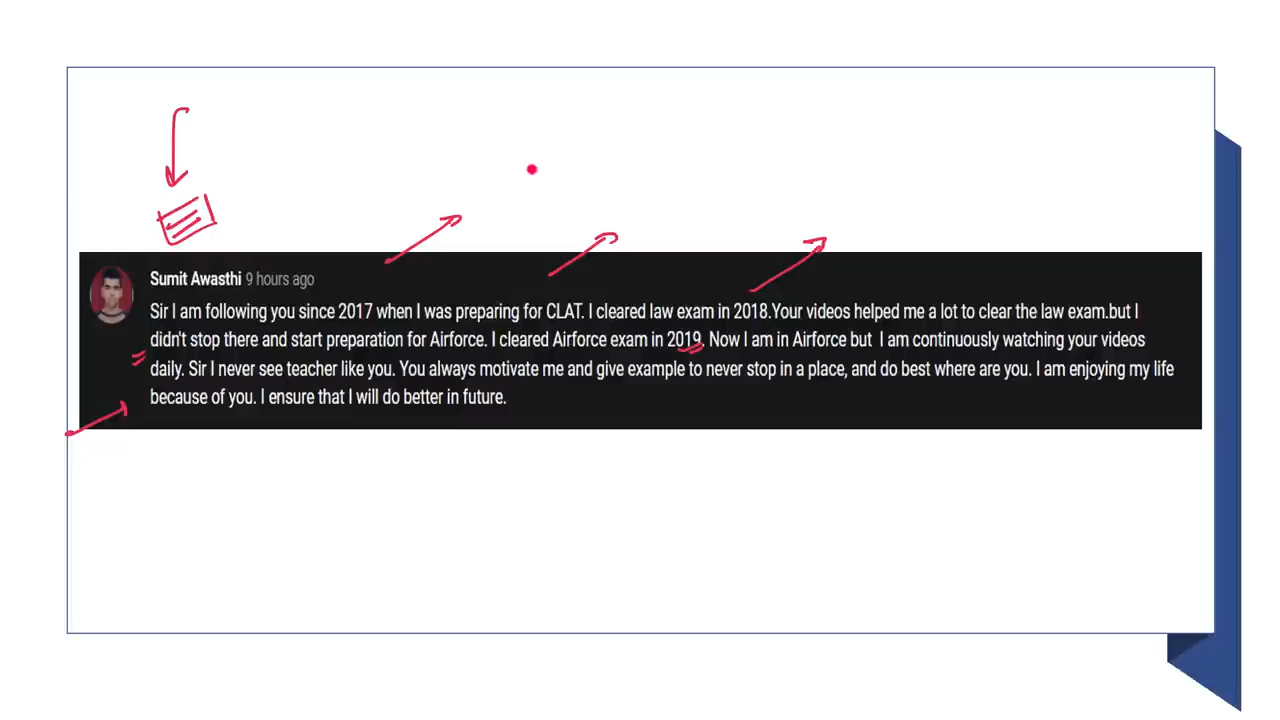 Sumit Awasthi 9 hours ago
Sir I am following you since 2017 when I was preparing for CLAT. I cleared law exam in 2018.Your videos helped me a lot to clear the law exam.but I
didn't stop there and start preparation for Airforce. I cleared Airforce exam in 2019. Now I am in Airforce but  I am continuously watching your videos
daily. Sir I never see teacher like you. You always motivate me and give example to never stop in a place, and do best where are you. I am enjoying my life
because of you. I ensure that I will do better in future.